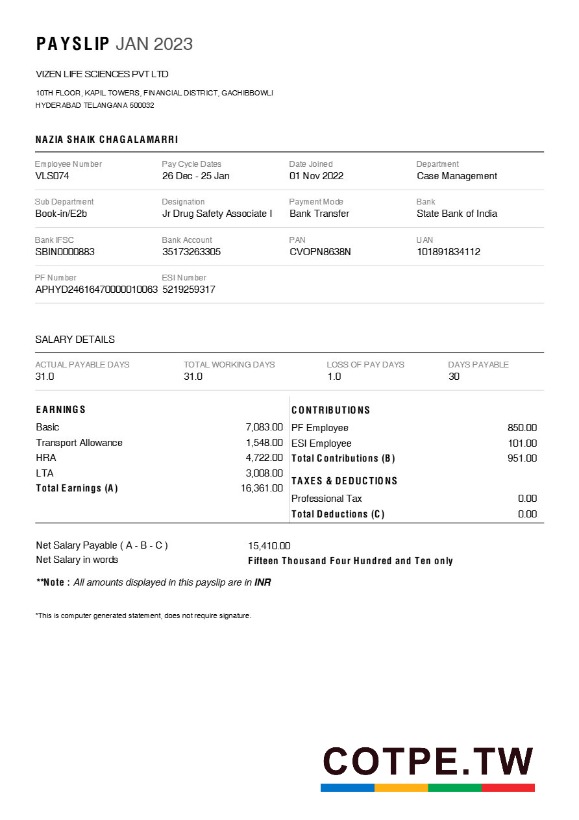 PAYSLIP JAN 2023
VIZEN LIFE SCIENCES PVT LTD
10TH FLOOR, KAPIL TOWERS, FINANCIAL DISTRICT, GACHIBBOWLI
HYDERABAD TELANGANA 500032
NAZIA SHAIK CHAGALAMARRI
Employee Number Pay Cycle Dates Date Joined Department
VLS074 26 Dec - 25 Jan 01 Nov 2022 Case Management
Sub Department Designation Payment Mode Bank
Book-in/E2b Jr Drug Safety Associate I Bank Transfer State Bank of India
Bank IFSC Bank Account PAN UAN
SBIN0000883 35173263305 CVOPN8638N 101891834112
PF Number ESI Number
APHYD24616470000010063 5219259317
SALARY DETAILS
ACTUAL PAYABLE DAYS TOTAL WORKING DAYS LOSS OF PAY DAYS DAYS PAYABLE
31.0 31.0 1.0 30
EARNINGS CONTRIBUTIONS
Basic 7,083.00 PF Employee 850.00
Transport Allowance 1,548.00 ESI Employee 101.00
HRA 4,722.00 Total Contributions (B) 951.00
LTA 3,008.00 TAXES & DEDUCTIONS
Total Earnings (A) 16,361.00 Professional Tax 0.00
Total Deductions (C) 0.00
Net Salary Payable ( A - B - C ) 15,410.00
Net Salary in words Fifteen Thousand Four Hundred and Ten only
**Note : All amounts displayed in this payslip are in INR
*This is computer generated statement, does not require signature.
COTPE.TW